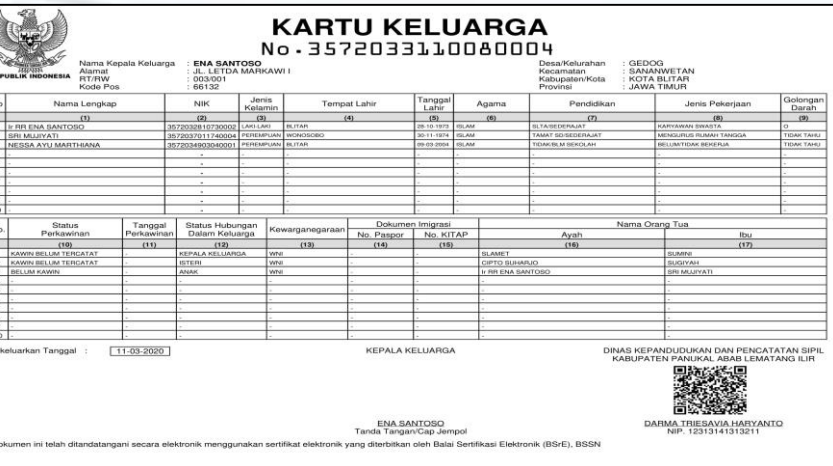 KARTU KELUARGA
No.3572033110080004
PUBLIK INDONESIA
Nama Kepala Keluarga : ENA SANTOSO
Alamat : JL. LETDA MARKAWI I
RT/RW : 003/001
Kode Pos : 66132
Desa/Kelurahan : GEDOG
Kecamatan : SANANWETAN
Kabupaten/Kota : KOTA BLITAR
Provinsi : JAWA TIMUR
Nama Lengkap NIK Jenis Kelamin Tempat Lahir Tanggal Lahir Agama Pendidikan Jenis Pekerjaan Golongan Darah
(1) (2) (3) (4) (5) (6) (7) (8) (9)
Ir RR ENA SANTOSO 3572032810730002 LAKI-LAKI BLITAR 28-10-1973 ISLAM SLTA/SEDERAJAT KARYAWAN SWASTA O
SRI MUJIYATI 3572037011740004 PEREMPUAN WONOSOBO 30-11-1974 ISLAM TAMAT SD/SEDERAJAT MENGURUS RUMAH TANGGA TIDAK TAHU
NESSA AYU MARTHIANA 3572034903040001 PEREMPUAN BLITAR 09-03-2004 ISLAM TIDAK/BLM SEKOLAH BELUM/TIDAK BEKERJA TIDAK TAHU
- - - - - - - - -
- - - - - - - - -
- - - - - - - - -
- - - - - - - - -
- - - - - - - - -
- - - - - - - - -
- - - - - - - - -
Status Perkawinan Tanggal Perkawinan Status Hubungan Dalam Keluarga Kewarganegaraan Dokumen Imigrasi Nama Orang Tua
No. Paspor No. KITAP Ayah Ibu
(10) (11) (12) (13) (14) (15) (16) (17)
KAWIN BELUM TERCATAT - KEPALA KELUARGA WNI - - SLAMET SUMINI
KAWIN BELUM TERCATAT - ISTERI WNI - - CIPTO SUHARJO SUGIYAH
BELUM KAWIN - ANAK WNI - - Ir RR ENA SANTOSO SRI MUJIYATI
- - - - - - - -
- - - - - - - -
- - - - - - - -
- - - - - - - -
- - - - - - - -
- - - - - - - -
- - - - - - - -
keluarkan Tanggal : 11-03-2020
KEPALA KELUARGA
ENA SANTOSO
Tanda Tangan/Cap Jempol
DINAS KEPANDUDUKAN DAN PENCATATAN SIPIL
KABUPATEN PANUKAL ABAB LEMATANG ILIR
DARMA TRIESAVIA HARYANTO
NIP. 12313141313211
okumen ini telah ditandatangani secara elektronik menggunakan sertifikat elektronik yang diterbitkan oleh Balai Sertifikasi Elektronik (BSrE), BSSN